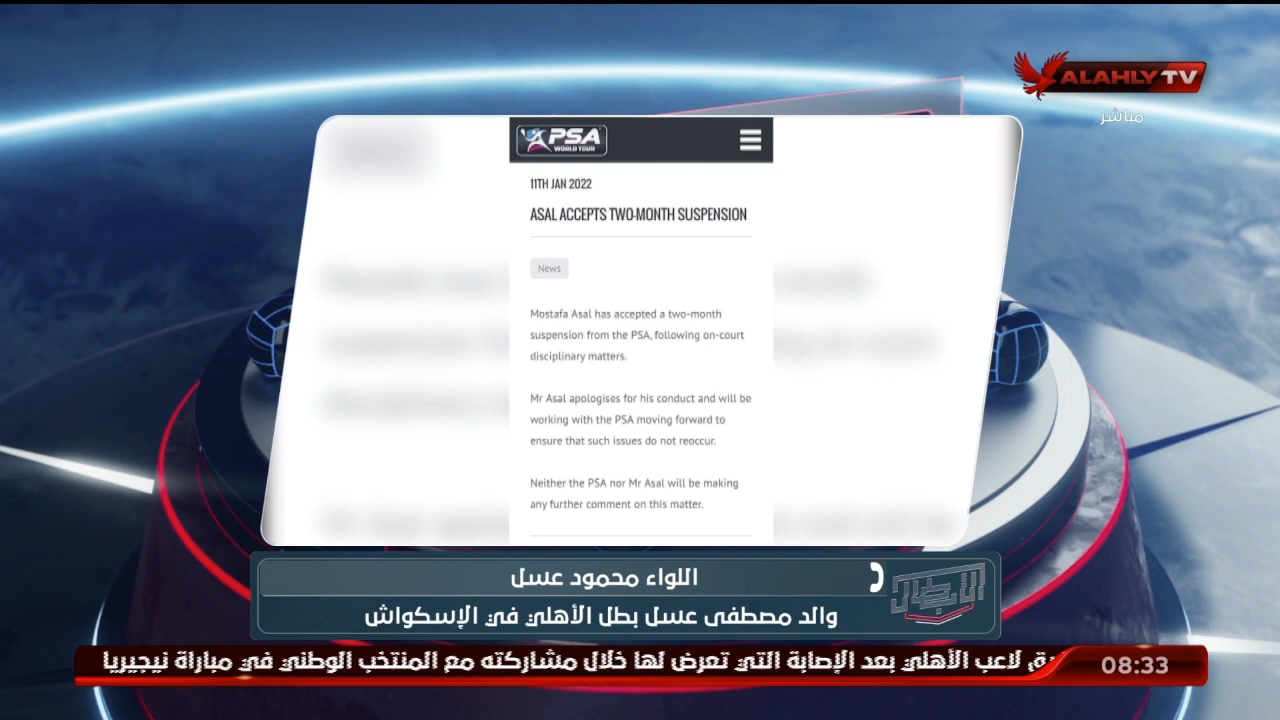 ALAHLY TV
مباشر
PSA
WORLD TOUR
11TH JAN 2022
ASAL ACCEPTS TWO-MONTH SUSPENSION
News
Mostafa Asal has accepted a two-month
suspension from the PSA, following on-court
disciplinary matters.
Mr Asal apologises for his conduct and will be
working with the PSA moving forward to
ensure that such issues do not reoccur.
Neither the PSA nor Mr Asal will be making
any further comment on this matter.
اللواء محمود عسل
والد مصطفى عسل بطل الأهلي في الإسكواش
الأبطال
لاعب الأهلي بعد الإصابة التي تعرض لها خلال مشاركته مع المنتخب الوطني في مباراة نيجيريا
08:33